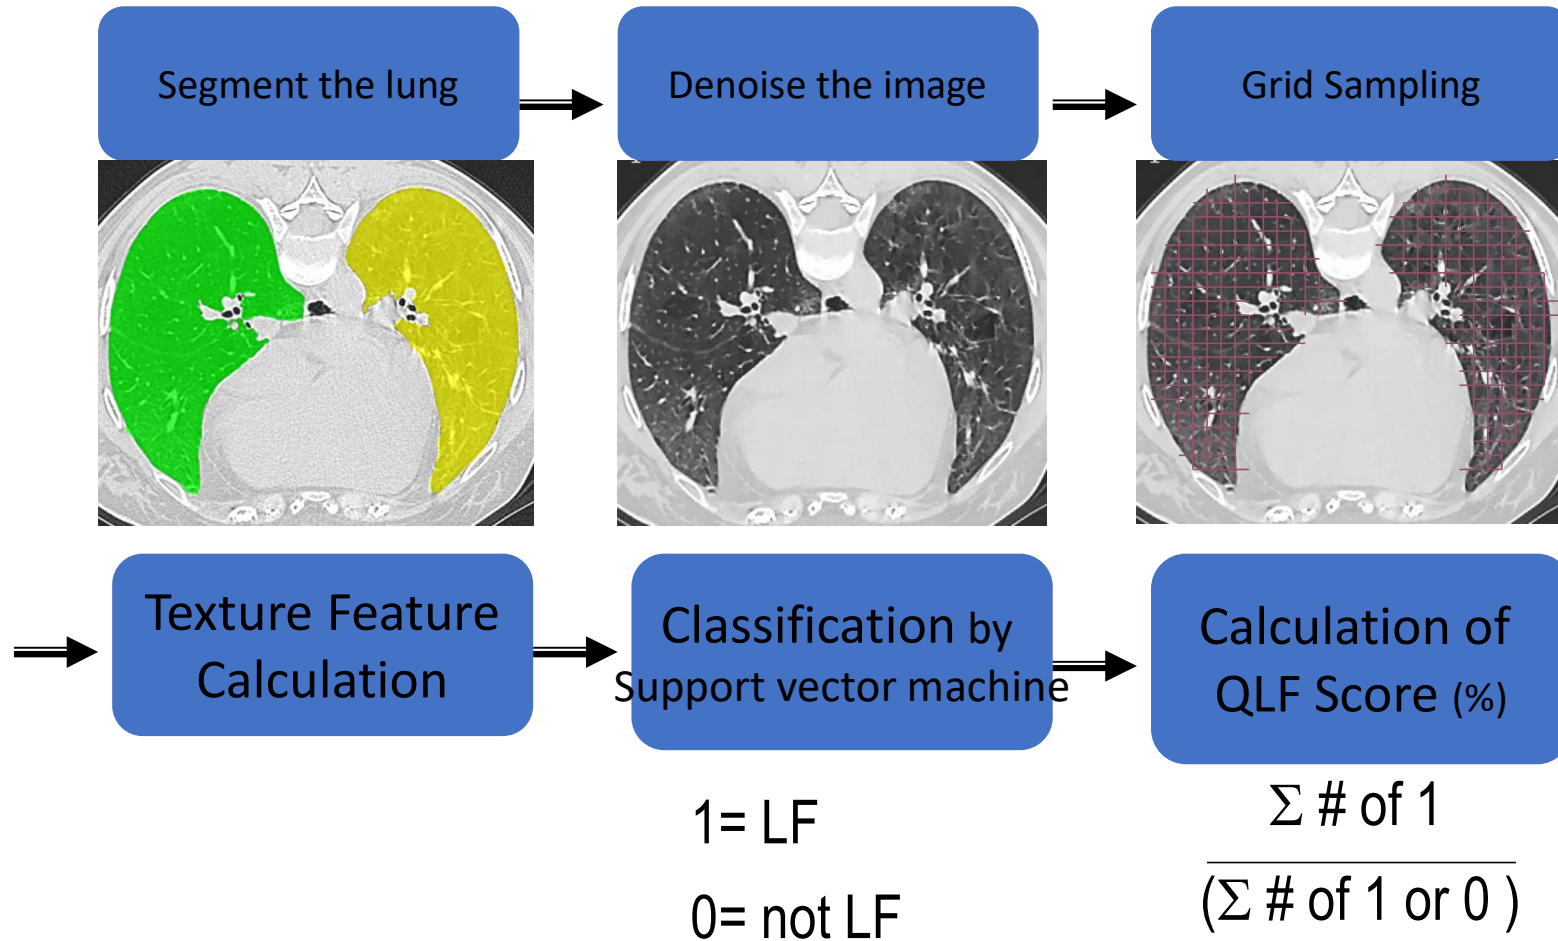 Segment the lung
Denoise the image
Grid Sampling
Texture Feature
Calculation
Classification by
Support vector machine
Calculation of
QLF Score (%)
1= LF
0= not LF
Σ # of 1
(Σ # of 1 or 0 )